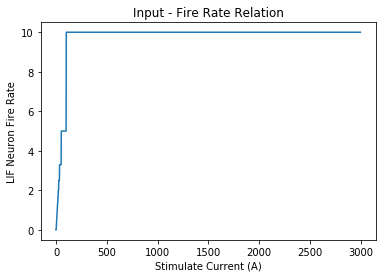 Input - Fire Rate Relation
10
8
6
4
2
0
LIF Neuron Fire Rate
0 500 1000 1500 2000 2500 3000
Stimulate Current (A)